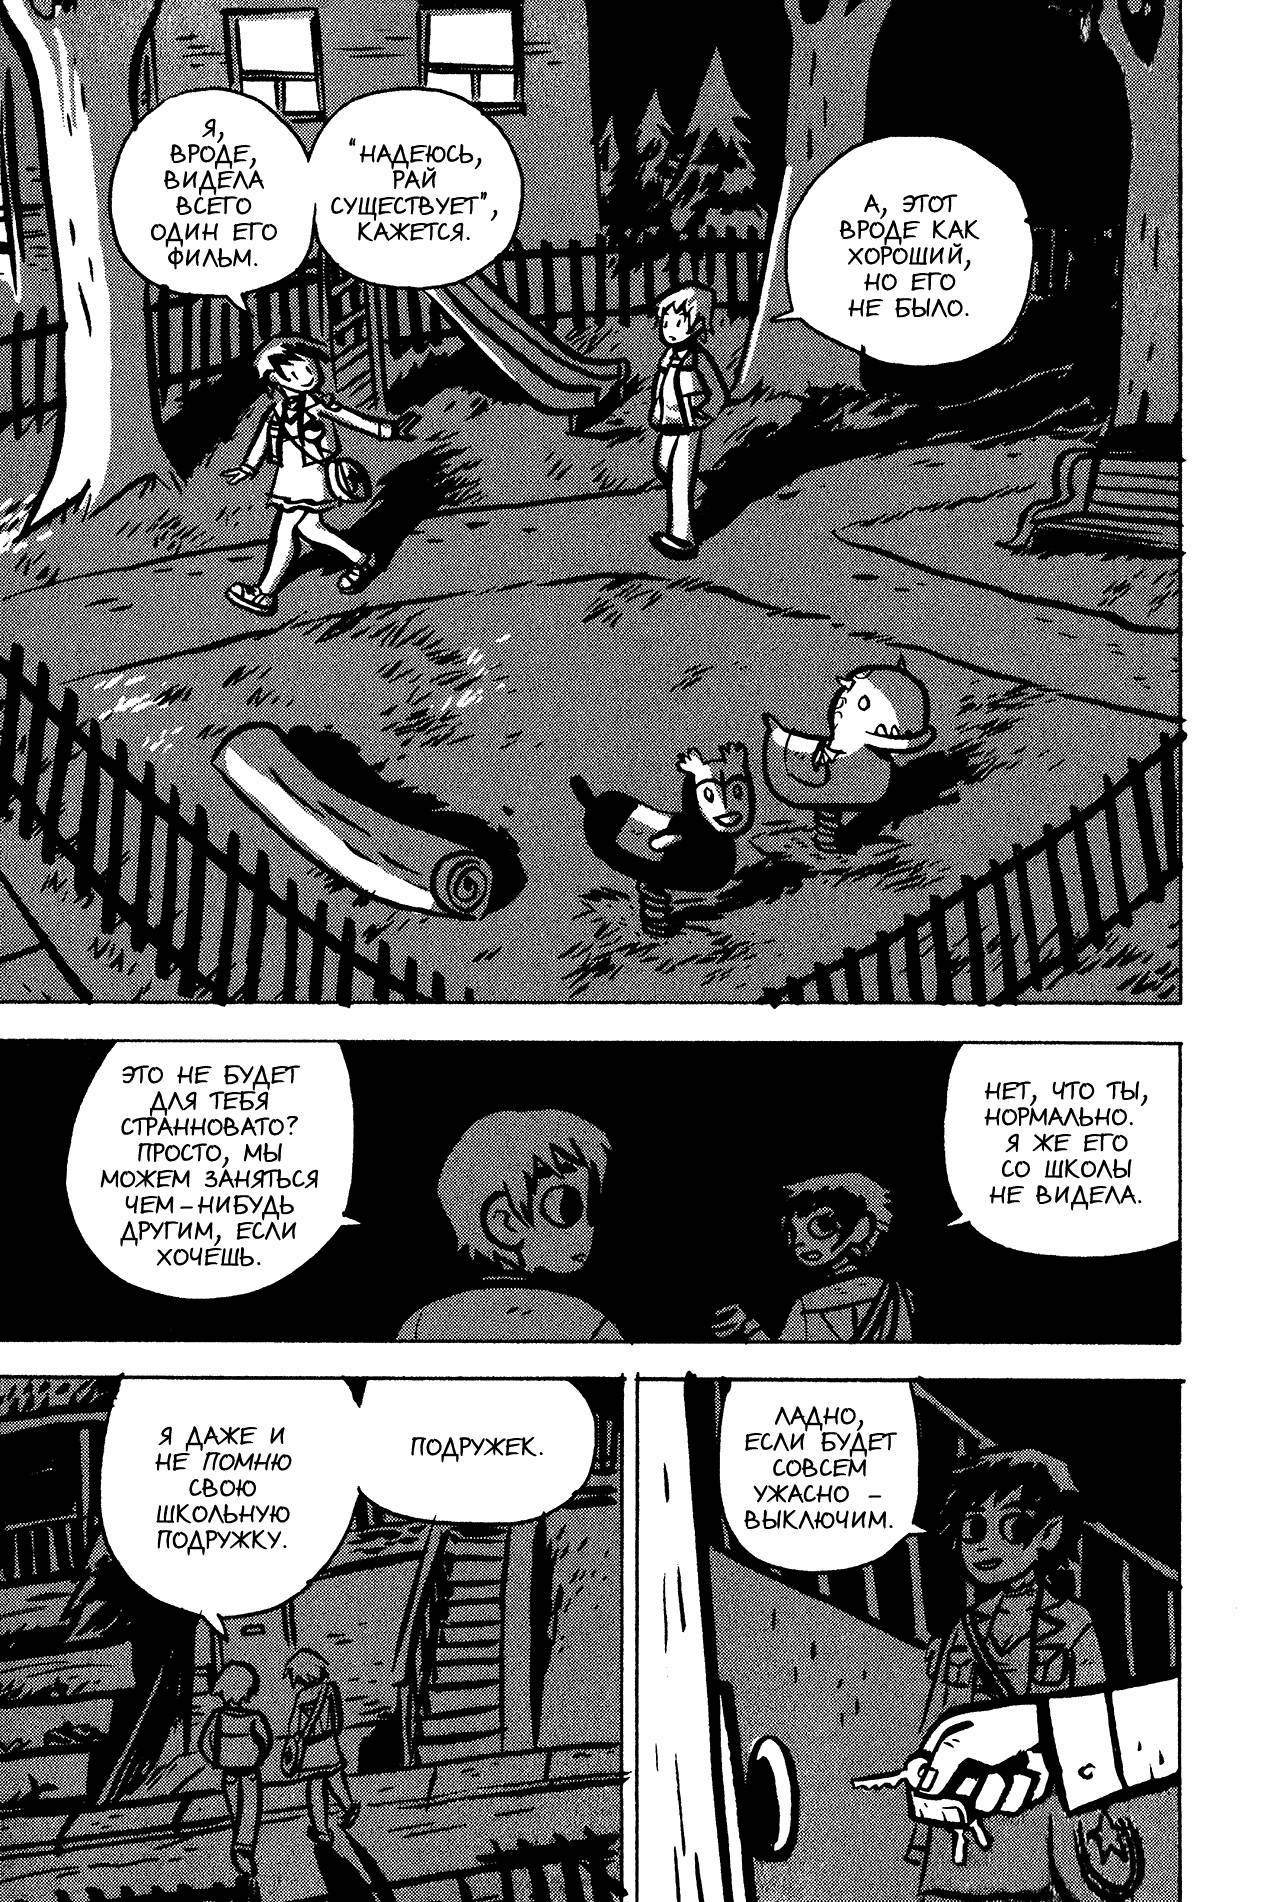 Я,
ВРОДЕ,
ВИДЕЛА
ВСЕГО
ОДИН ЕГО
ФИЛЬМ.
"НАДЕЮСЬ,
РАЙ
СУЩЕСТВУЕТ",
КАЖЕТСЯ.
А, ЭТОТ
ВРОДЕ КАК
ХОРОШИЙ,
НО ЕГО
НЕ БЫЛО.
ЭТО НЕ БУДЕТ
ДЛЯ ТЕБЯ
СТРАННОВАТО?
ПРОСТО, МЫ
МОЖЕМ ЗАНЯТЬСЯ
ЧЕМ-НИБУДЬ
ДРУГИМ, ЕСЛИ
ХОЧЕШЬ.
НЕТ, ЧТО ТЫ,
НОРМАЛЬНО.
Я ЖЕ ЕГО
СО ШКОЛЫ
НЕ ВИДЕЛА.
Я ДАЖЕ И
НЕ ПОМНЮ
СВОЮ
ШКОЛЬНУЮ
ПОДРУЖКУ.
ПОДРУЖЕК.
ЛАДНО,
ЕСЛИ БУДЕТ
СОВСЕМ
УЖАСНО -
ВЫКЛЮЧИМ.